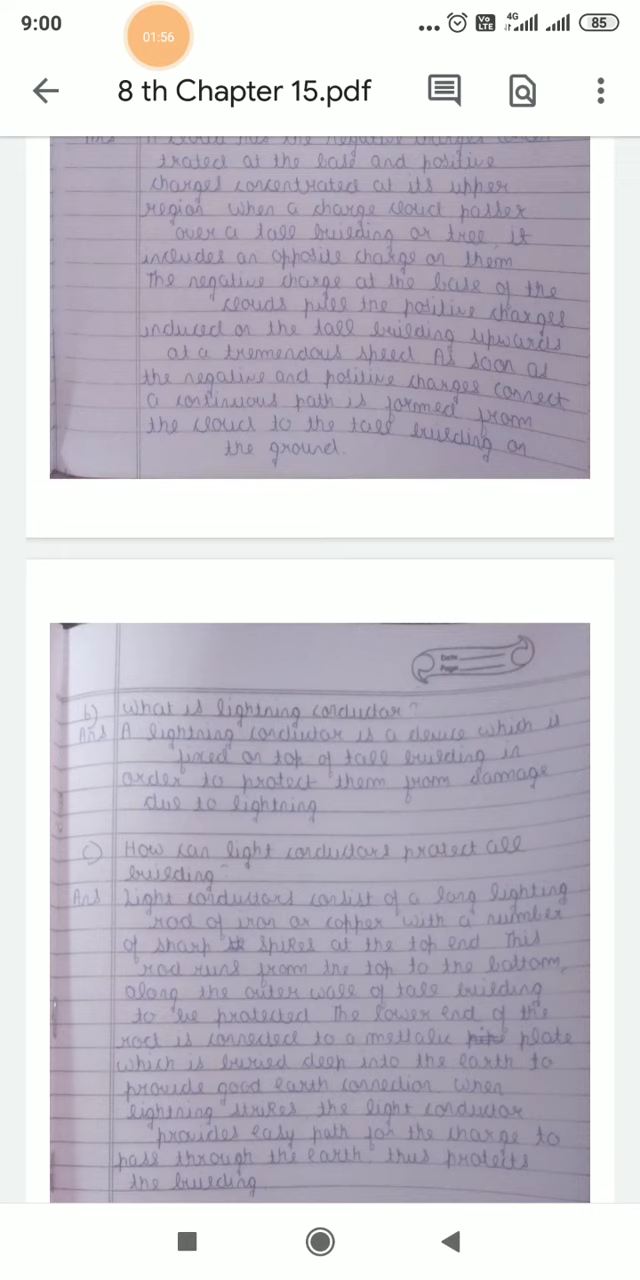 9:00
01:56
Vo LTE
4G
85
8 th Chapter 15.pdf
trated at the base and positive
charges concentrated at its upper
region when a charge cloud passes
over a tall building or tree, it
includes an opposite charge on them
The negative charge at the base of the
clouds the positive charges
induced on the tall building upwards
at a tremendous speed As soon as
the negative and positive charges connect
a continuous path is formed from
the cloud to the tall building or
the ground.
Date
Page
b) What is lightning conductor?
Ans A lightning conductor is a device which is
fixed on top of tall building in
order to protect them from damage
due to lightning
c) How can light conductors protect all
building?
Ans Light conductors consist of a long lighting
rod of iron or copper with a number
of sharp spikes at the top end This
rod runs from the top to the bottom,
along the outer wall of tall building
to be protected The lower end of the
rod is connected to a plate
which is buried deep into the earth to
provide good earth connection. When
lightning strikes the light conductor
provides easy path for the charge to
pass through the earth thus protects
the building